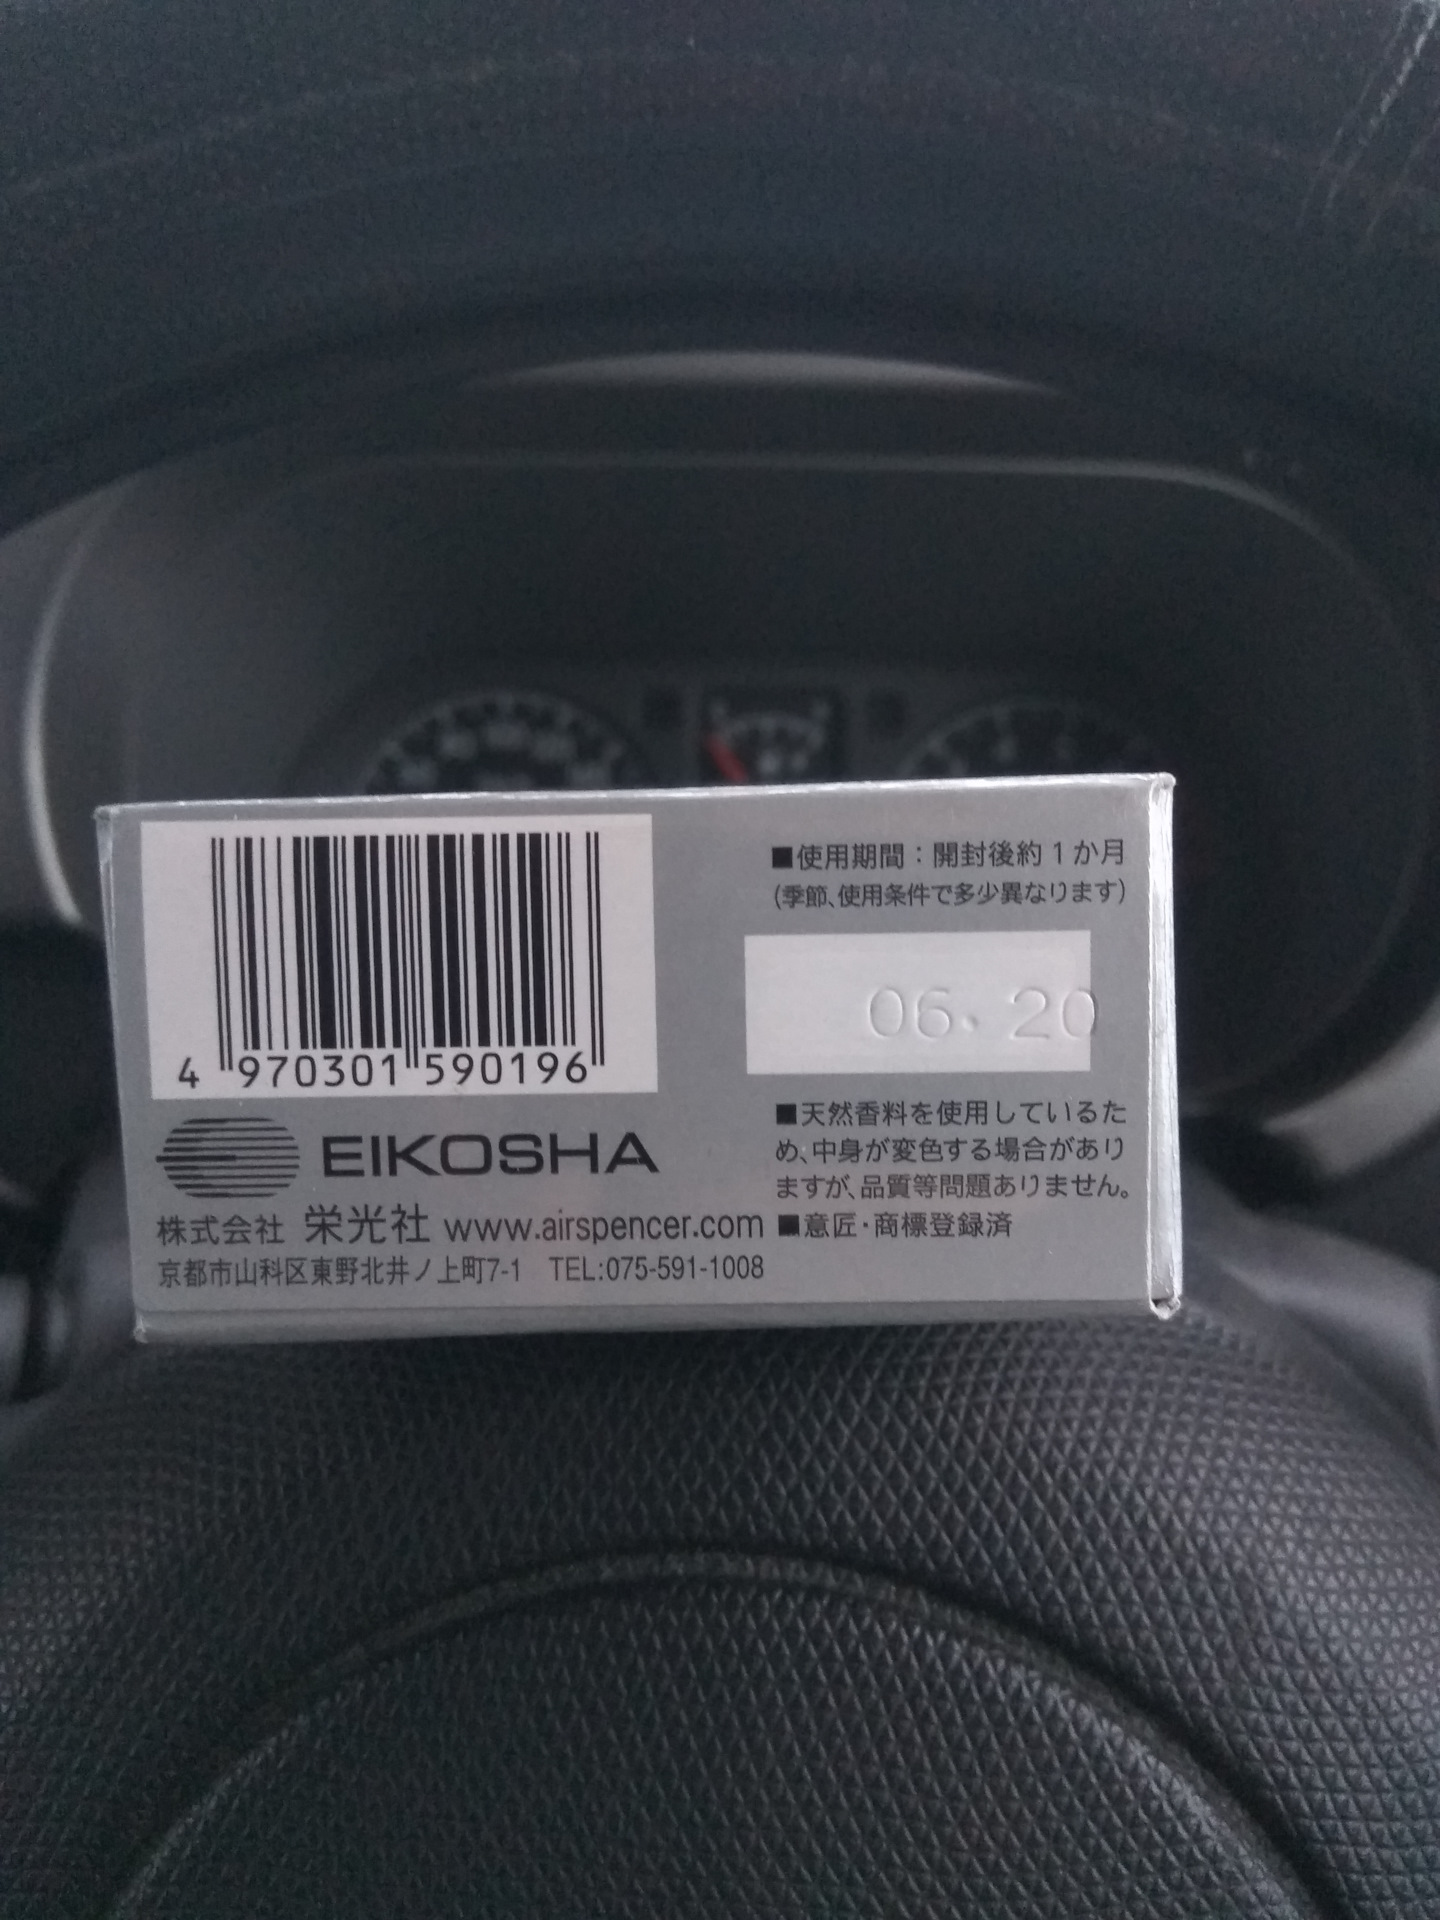 4 970301 590196
EIKOSHA
株式会社 栄光社 www.airspencer.com
京都市山科区東野北井ノ上町7-1 TEL:075-591-1008
■使用期間：開封後約1か月
(季節、使用条件で多少異なります)
06. 20
■天然香料を使用しているた
め、中身が変色する場合があり
ますが、品質等問題ありません。
■意匠・商標登録済